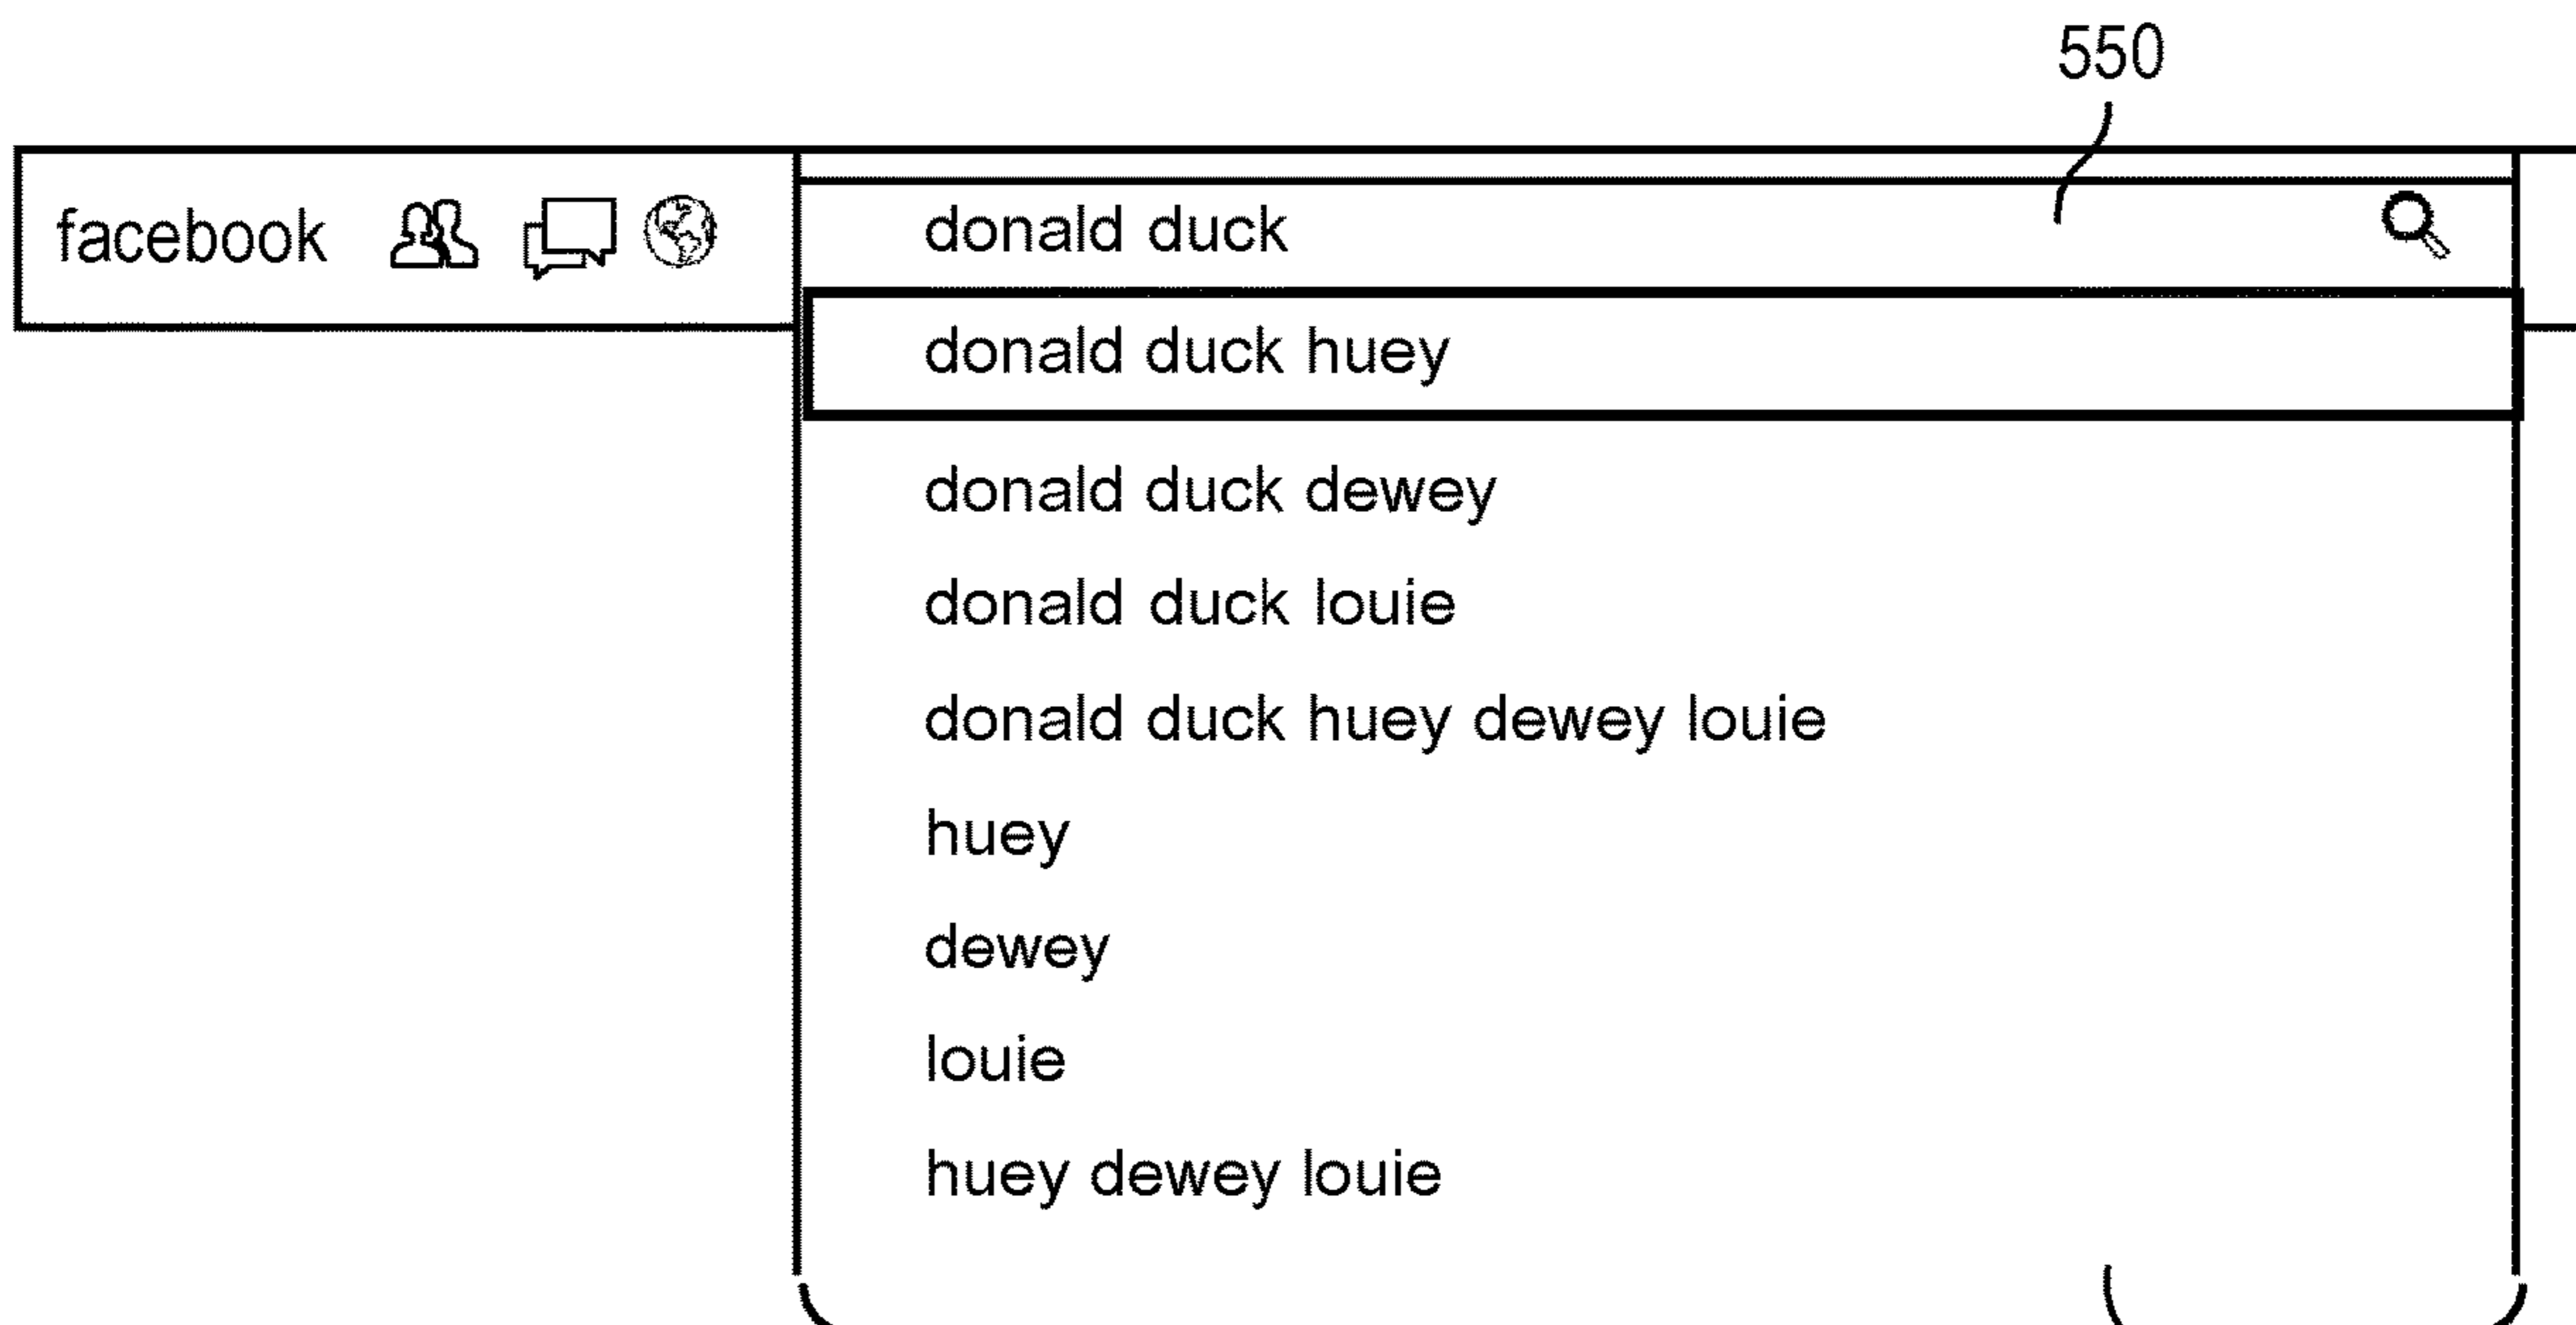 550
facebook
donald duck
donald duck huey
donald duck dewey
donald duck louie
donald duck huey dewey louie
huey
dewey
louie
huey dewey louie